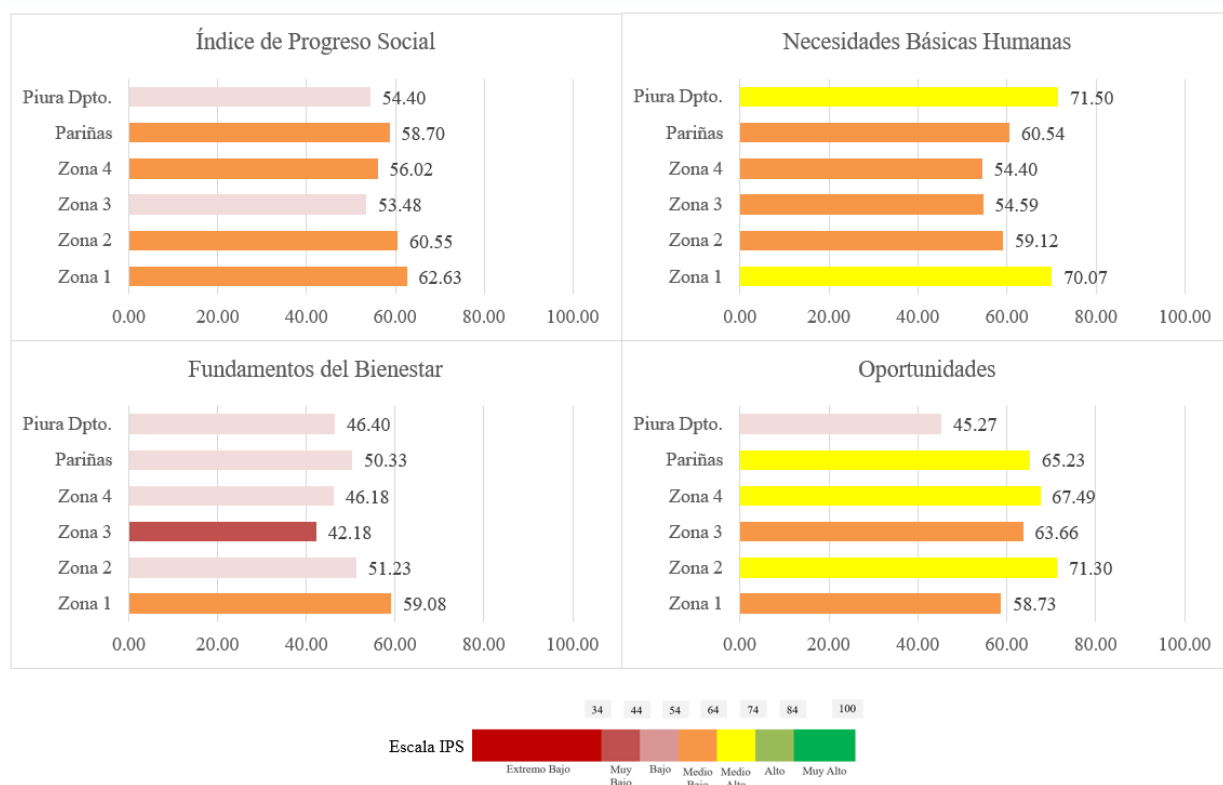 Índice de Progreso Social
Piura Dpto. 54.40
Pariñas 58.70
Zona 4 56.02
Zona 3 53.48
Zona 2 60.55
Zona 1 62.63
0.00 20.00 40.00 60.00 80.00 100.00
Necesidades Básicas Humanas
Piura Dpto. 71.50
Pariñas 60.54
Zona 4 54.40
Zona 3 54.59
Zona 2 59.12
Zona 1 70.07
0.00 20.00 40.00 60.00 80.00 100.00
Fundamentos del Bienestar
Piura Dpto. 46.40
Pariñas 50.33
Zona 4 46.18
Zona 3 42.18
Zona 2 51.23
Zona 1 59.08
0.00 20.00 40.00 60.00 80.00 100.00
Oportunidades
Piura Dpto. 45.27
Pariñas 65.23
Zona 4 67.49
Zona 3 63.66
Zona 2 71.30
Zona 1 58.73
0.00 20.00 40.00 60.00 80.00 100.00
34 44 54 64 74 84 100
Escala IPS
Extremo Bajo Muy Bajo Bajo Medio Bajo Medio Alto Alto Muy Alto